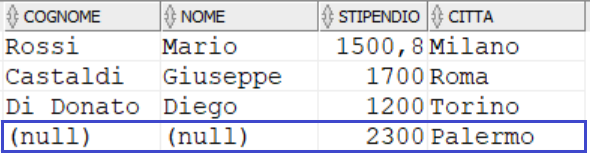 COGNOME NOME STIPENDIO CITTA
Rossi Mario 1500,8 Milano
Castaldi Giuseppe 1700 Roma
Di Donato Diego 1200 Torino
(null) (null) 2300 Palermo